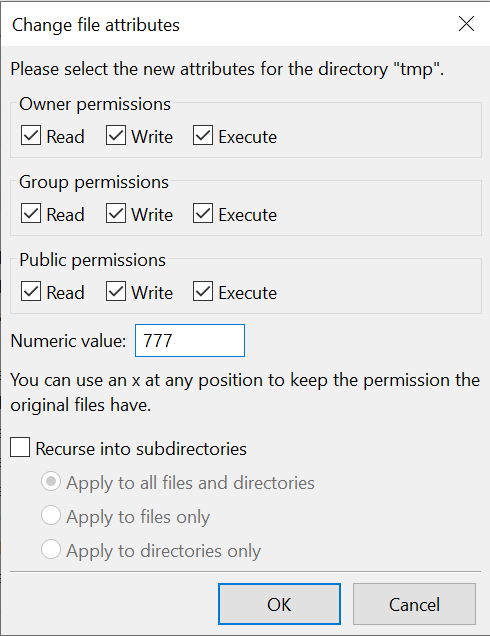 Change file attributes
Please select the new attributes for the directory "tmp".
Owner permissions
Read Write Execute
Group permissions
Read Write Execute
Public permissions
Read Write Execute
Numeric value: 777
You can use an x at any position to keep the permission the
original files have.
Recurse into subdirectories
Apply to all files and directories
Apply to files only
Apply to directories only
OK Cancel